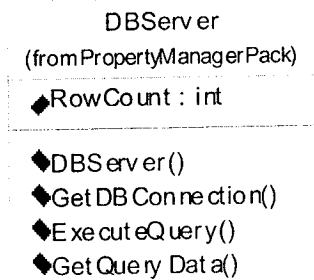 DBServer
(from PropertyManagerPack)
RowCount : int
DBServer()
GetDBConnection()
ExecuteQuery()
GetQueryData()